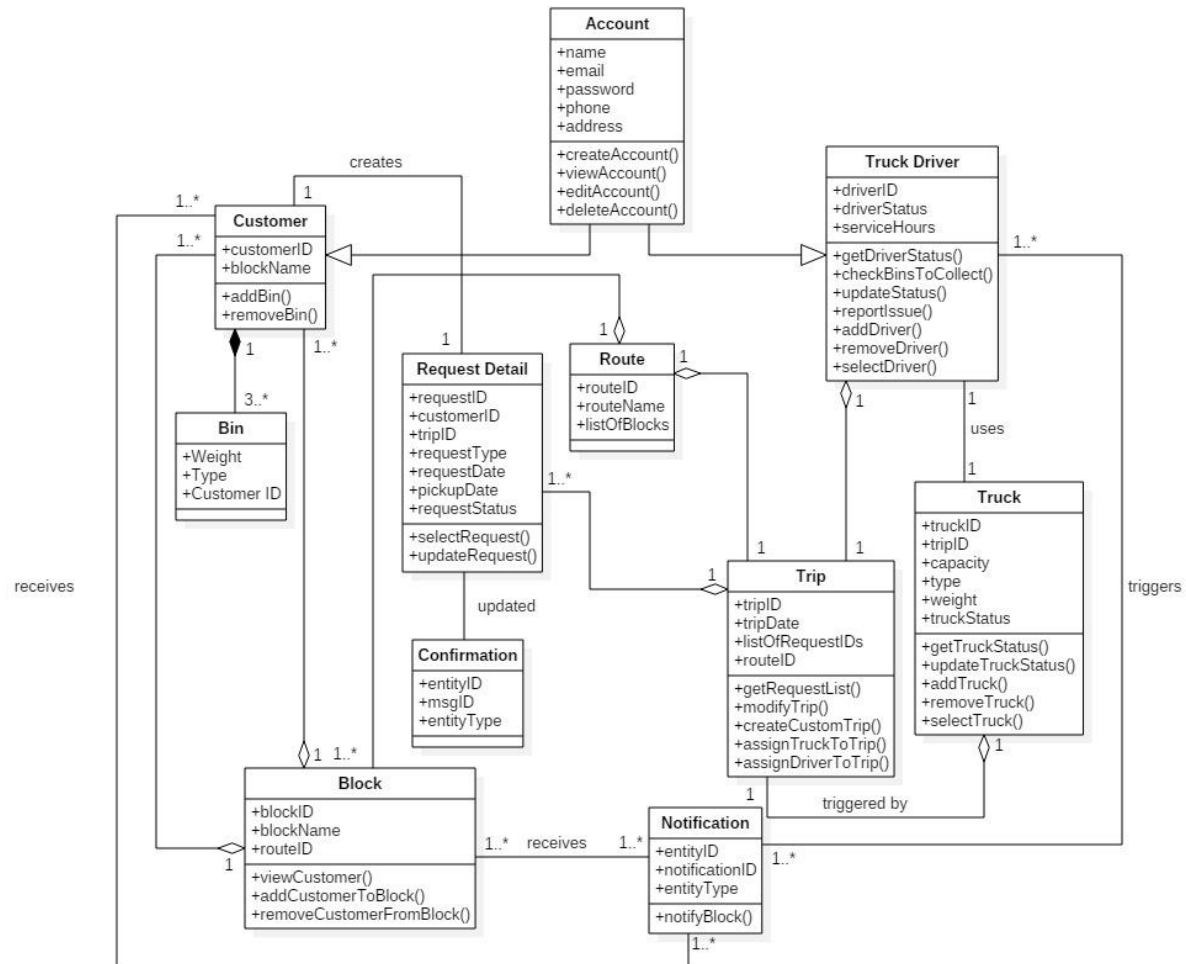 Account
+name
+email
+password
+phone
+address
+createAccount()
+viewAccount()
+editAccount()
+deleteAccount()
creates
1
1
1..*
1..*
Customer
+customerID
+blockName
+addBin()
+removeBin()
1
1..*
3..*
Bin
+Weight
+Type
+Customer ID
Truck Driver
+driverID
+driverStatus
+serviceHours
+getDriverStatus()
+checkBinsToCollect()
+updateStatus()
+reportIssue()
+addDriver()
+removeDriver()
+selectDriver()
1..*
1
1
uses
1
Request Detail
+requestID
+customerID
+tripID
+requestType
+requestDate
+pickupDate
+requestStatus
+selectRequest()
+updateRequest()
1..*
1
1
Route
+routeID
+routeName
+listOfBlocks
Truck
+truckID
+tripID
+capacity
+type
+weight
+truckStatus
+getTruckStatus()
+updateTruckStatus()
+addTruck()
+removeTruck()
+selectTruck()
1
receives
triggers
updated
Confirmation
+entityID
+msgID
+entityType
1
1
1
Trip
+tripID
+tripDate
+listOfRequestIDs
+routeID
+getRequestList()
+modifyTrip()
+createCustomTrip()
+assignTruckToTrip()
+assignDriverToTrip()
1
triggered by
1
1..*
1
Block
+blockID
+blockName
+routeID
+viewCustomer()
+addCustomerToBlock()
+removeCustomerFromBlock()
1..*
receives
1..*
Notification
+entityID
+notificationID
+entityType
+notifyBlock()
1..*
1..*